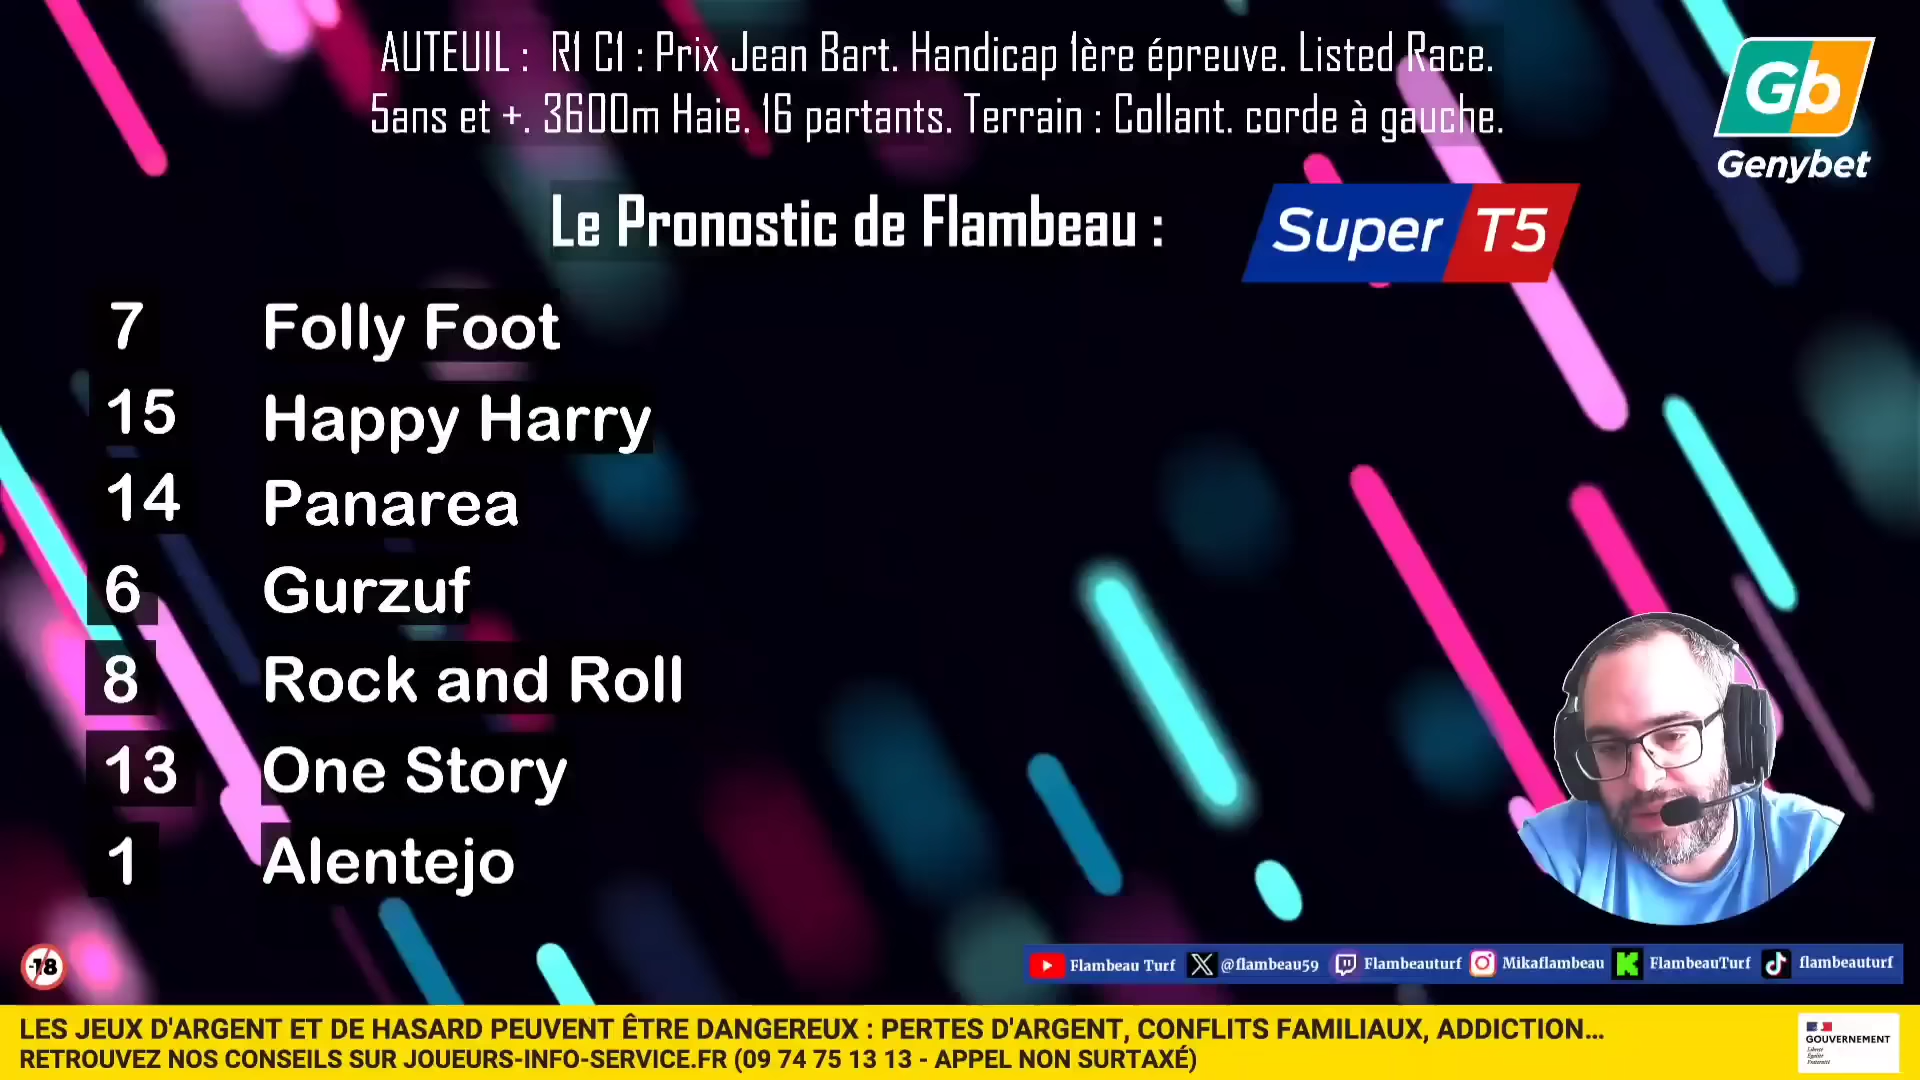 AUTEUIL : R1 C1 : Prix Jean Bart. Handicap 1ère épreuve. Listed Race.
5ans et +. 3600m Haie. 16 partants. Terrain : Collant. corde à gauche.
Gb
Genybet
Le Pronostic de Flambeau :
Super T5
7 Folly Foot
15 Happy Harry
14 Panarea
6 Gurzuf
8 Rock and Roll
13 One Story
1 Alentejo
-18
Flambeau Turf @flambeau59 Flambeauturf Mikaflambeau FlambeauTurf flambeauturf
LES JEUX D'ARGENT ET DE HASARD PEUVENT ÊTRE DANGEREUX : PERTES D'ARGENT, CONFLITS FAMILIAUX, ADDICTION...
RETROUVEZ NOS CONSEILS SUR JOUEURS-INFO-SERVICE.FR (09 74 75 13 13 - APPEL NON SURTAXÉ)
GOUVERNEMENT
Liberté
Égalité
Fraternité